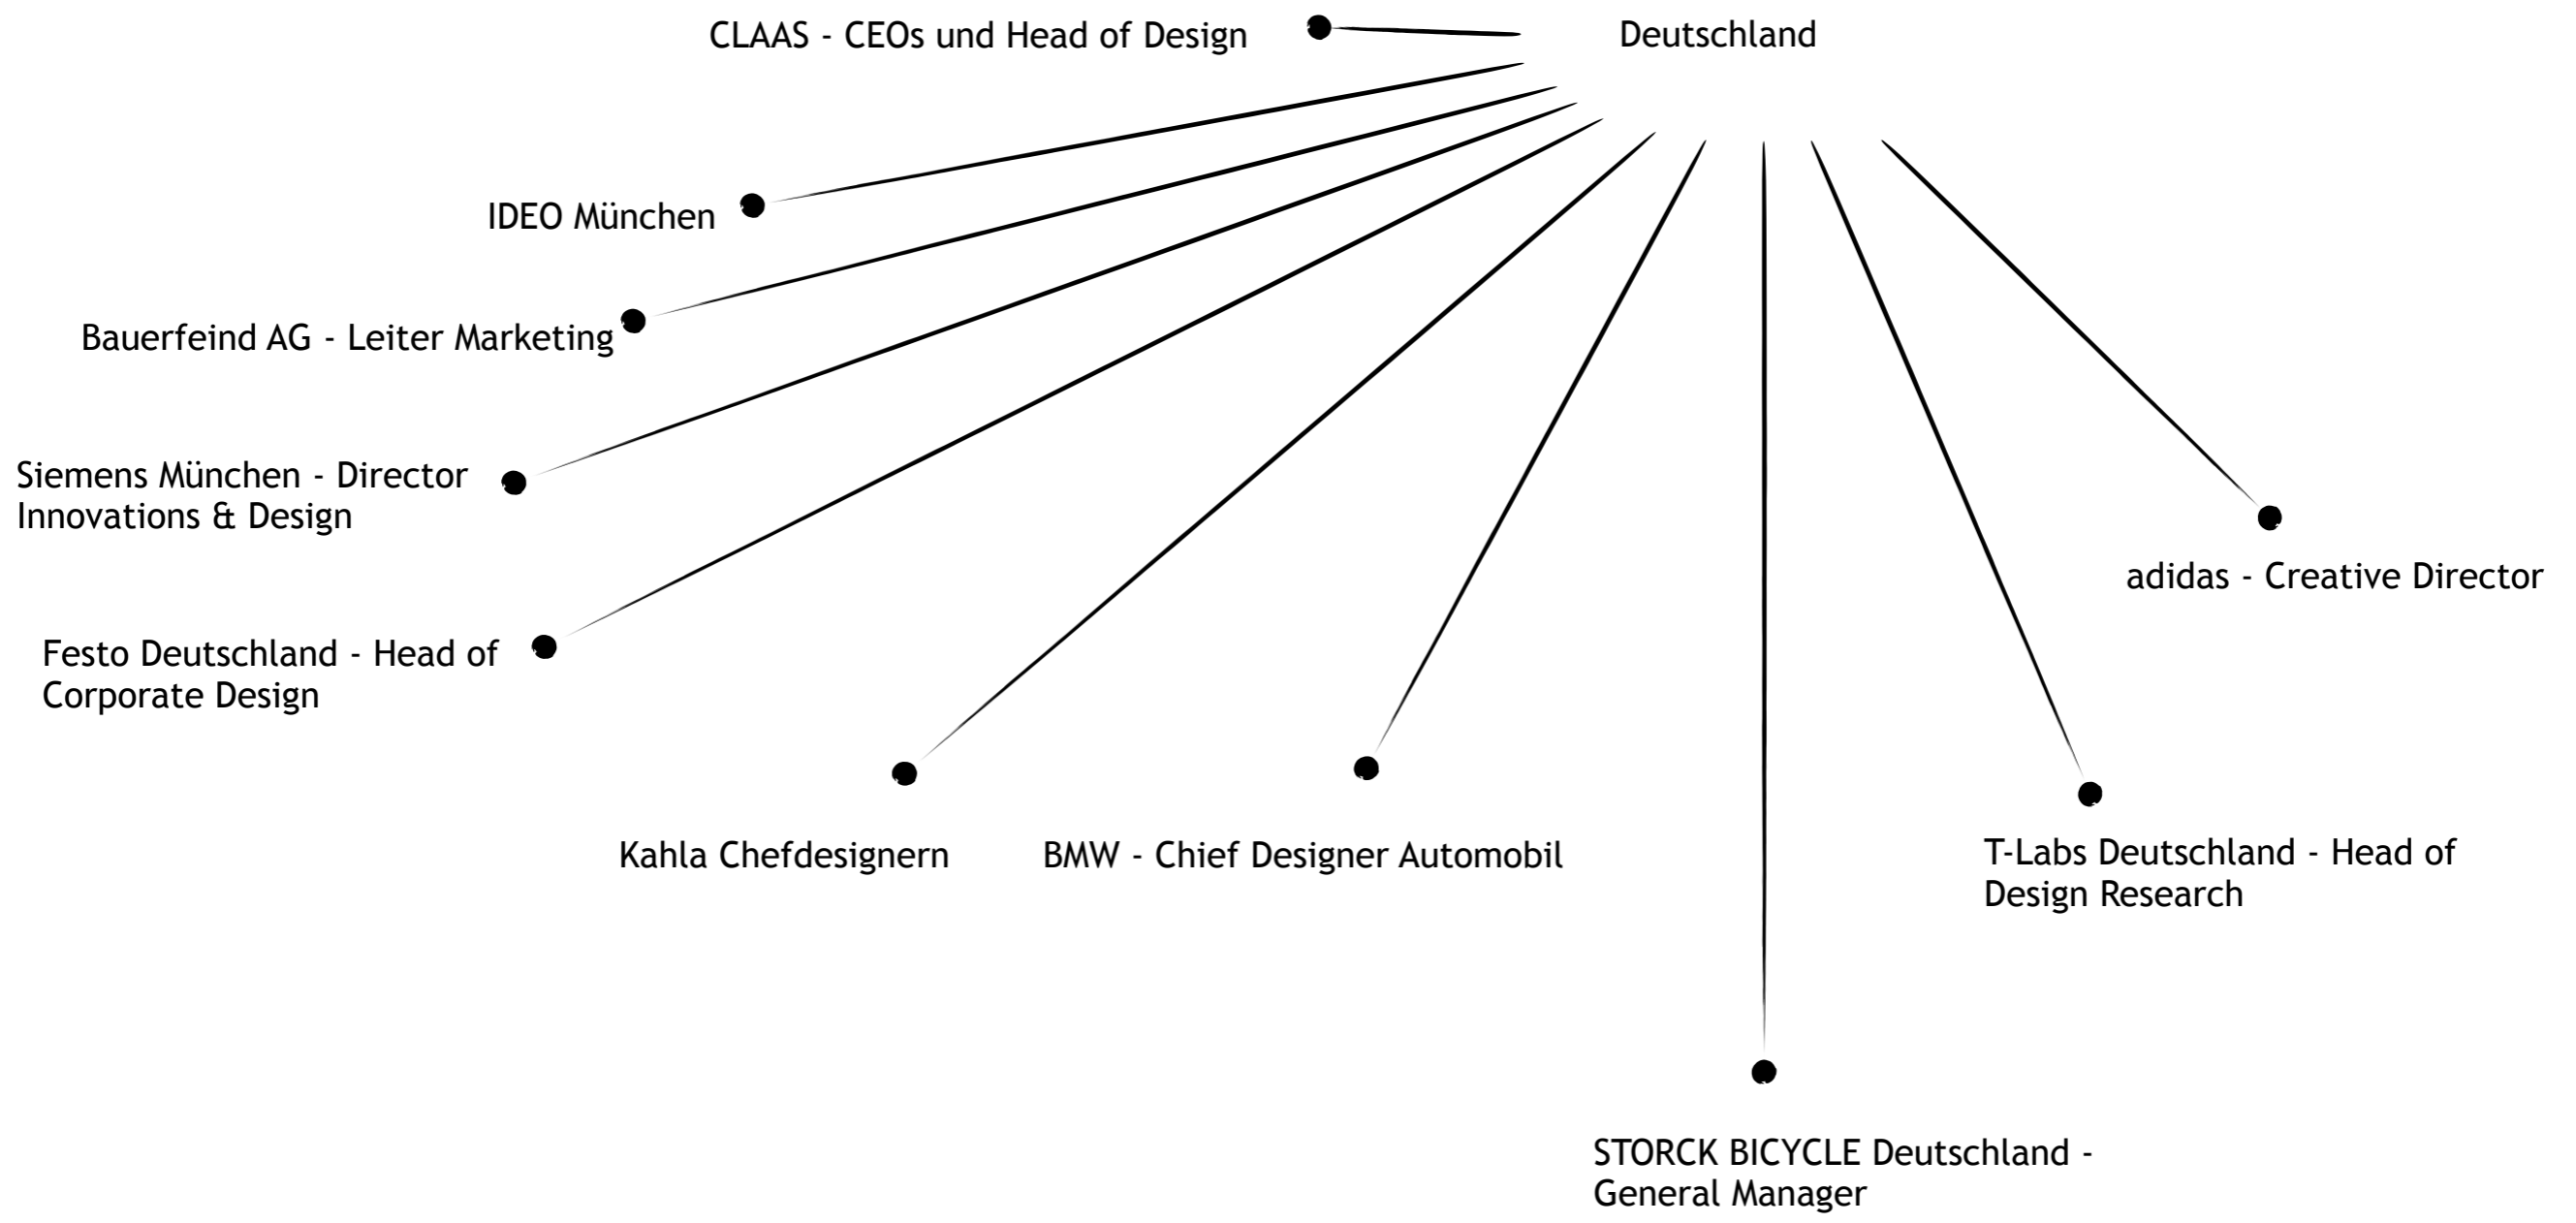 CLAAS - CEOs und Head of Design
Deutschland
IDEO München
Bauerfeind AG - Leiter Marketing
Siemens München - Director
Innovations & Design
adidas - Creative Director
Festo Deutschland - Head of
Corporate Design
Kahla Chefdesignern
BMW - Chief Designer Automobil
T-Labs Deutschland - Head of
Design Research
STORCK BICYCLE Deutschland -
General Manager